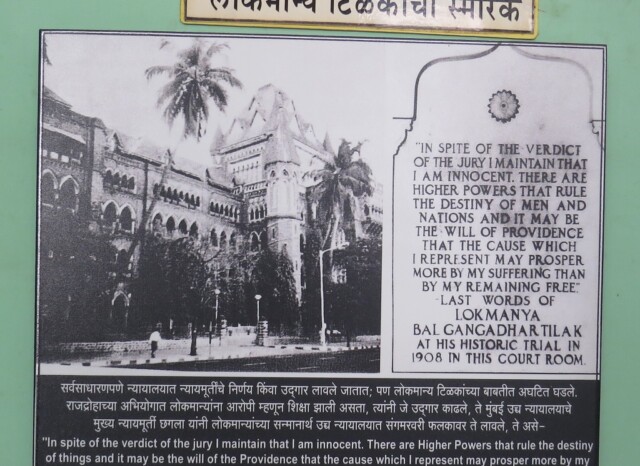 लोकमान्य टिळकांचा स्मारक
"IN SPITE OF THE VERDICT
OF THE JURY I MAINTAIN THAT
I AM INNOCENT. THERE ARE
HIGHER POWERS THAT RULE
THE DESTINY OF MEN AND
NATIONS AND IT MAY BE
THE WILL OF PROVIDENCE
THAT THE CAUSE WHICH
I REPRESENT MAY PROSPER
MORE BY MY SUFFERING THAN
BY MY REMAINING FREE"
LAST WORDS OF
LOKMANYA
BAL GANGADHAR TILAK
AT HIS HISTORIC TRIAL IN
1908 IN THIS COURT ROOM.
सर्वसाधारणपणे न्यायालयात न्यायमूर्तींचे निर्णय किंवा उद्‌गार लावले जातात; पण लोकमान्य टिळकांच्या बाबतीत अघटित घडले.
राजद्रोहाच्या अभियोगात लोकमान्यांना आरोपी म्हणून शिक्षा झाली असता, त्यांनी जे उद्‌गार काढले, ते मुंबई उच्च न्यायालयाचे
मुख्य न्यायमूर्ती छगला यांनी लोकमान्यांच्या सन्मानार्थ उच्च न्यायालयात संगमरवरी फलकावर ते लावले, ते असे-
"In spite of the verdict of the jury I maintain that I am innocent. There are Higher Powers that rule the destiny
of things and it may be the will of the Providence that the cause which I represent may prosper more by my